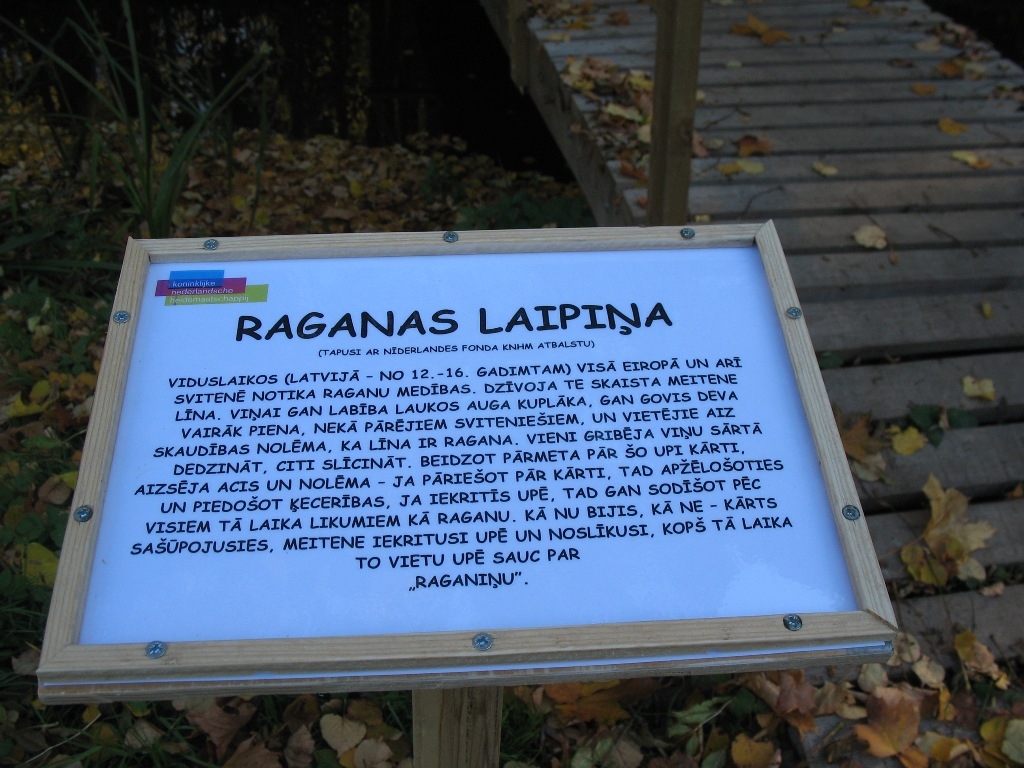 koninklijke
nederlandsche
heidemaatschappij
RAGANAS LAIPIŅA
(TAPUSI AR NĪDERLANDES FONDA KNHM ATBALSTU)
VIDUSLAIKOS (LATVIJĀ - NO 12.-16. GADIMTAM) VISĀ EIROPĀ UN ARĪ
SVITENĒ NOTIKA RAGANU MEDĪBAS. DZĪVOJA TE SKAISTA MEITENE
LĪNA. VIŅAI GAN LABĪBA LAUKOS AUGA KUPLĀKA, GAN GOVIS DEVA
VAIRĀK PIENA, NEKĀ PĀRĒJIEM SVITENIEŠIEM, UN VIETĒJIE AIZ
SKAUDĪBAS NOLĒMA, KA LĪNA IR RAGANA. VIENI GRIBĒJA VIŅU SĀRTĀ
DEDZINĀT, CITI SLĪCINĀT. BEIDZOT PĀRMETA PĀR ŠO UPI KĀRTI,
AIZSĒJA ACIS UN NOLĒMA - JA PĀRIEŠOT PĀR KĀRTI, TAD APŽĒLOŠOTIES
UN PIEDOŠOT ĶECERĪBAS, JA IEKRITĪS UPĒ, TAD GAN SODĪŠOT PĒC
VISIEM TĀ LAIKA LIKUMIEM KĀ RAGANU. KĀ NU BIJIS, KĀ NE - KĀRTS
SAŠŪPOJUSIES, MEITENE IEKRITUSI UPĒ UN NOSLĪKUSI, KOPŠ TĀ LAIKA
TO VIETU UPĒ SAUC PAR
„RAGANIŅU”.